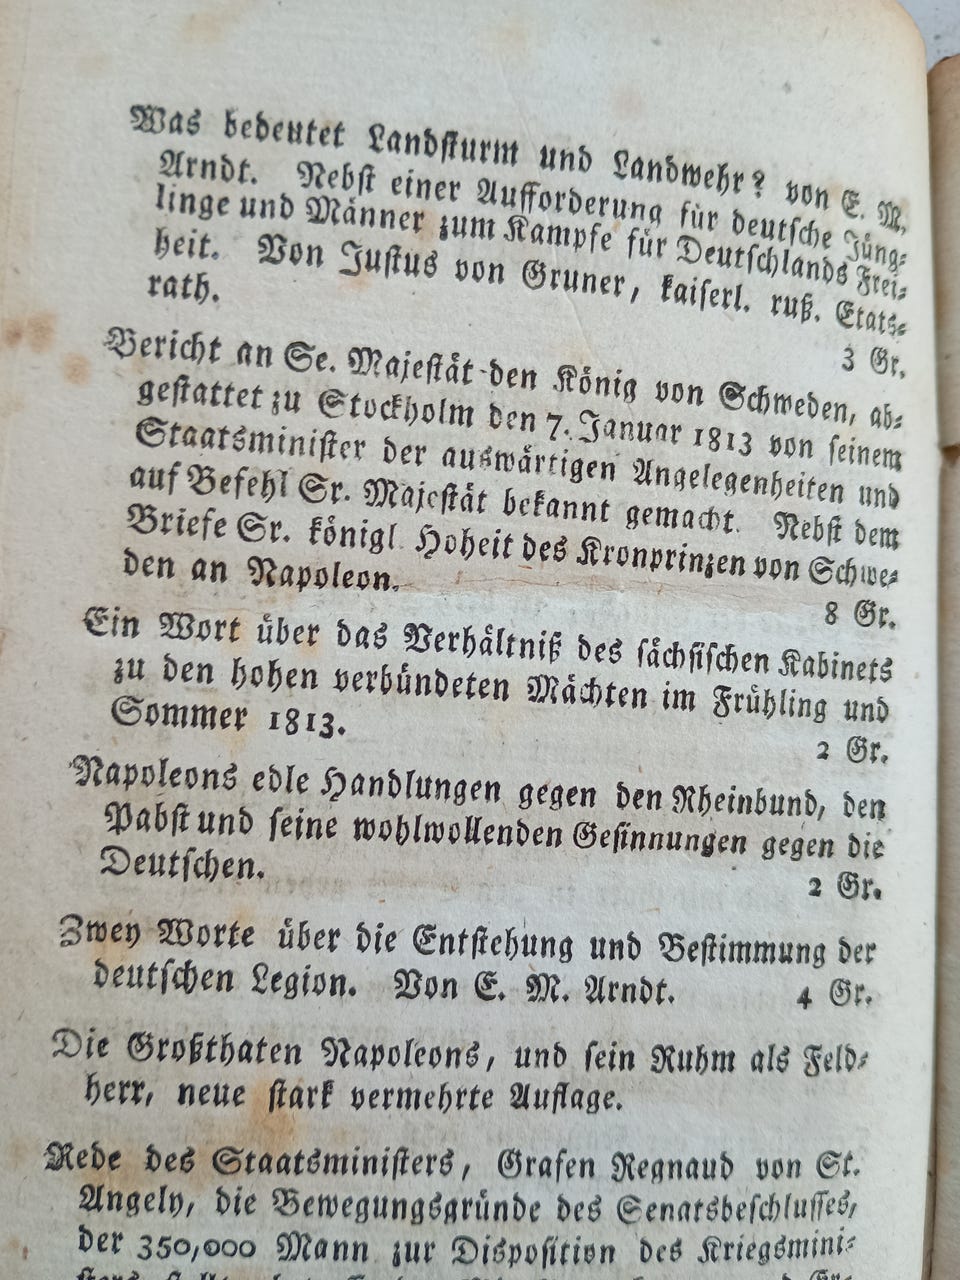 Was bedeutet Landsturm und Landwehr? von E. M.
Arndt. Nebst einer Aufforderung für deutsche Jüng-
linge und Männer zum Kampfe für Deutschlands Frei-
heit. Von Justus von Gruner, kaiserl. ruß. Etats-
rath. 3 Gr.
Bericht an Se. Majestät den König von Schweden, ab-
gestattet zu Stockholm den 7. Januar 1813 von seinem
Staatsminister der auswärtigen Angelegenheiten und
auf Befehl Sr. Majestät bekannt gemacht. Nebst dem
Briefe Sr. königl. Hoheit des Kronprinzen von Schwe-
den an Napoleon. 8 Gr.
Ein Wort über das Verhältniß des sächsischen Kabinets
zu den hohen verbündeten Mächten im Frühling und
Sommer 1813. 2 Gr.
Napoleons edle Handlungen gegen den Rheinbund, den
Pabst und seine wohlwollenden Gesinnungen gegen die
Deutschen. 2 Gr.
Zwey Worte über die Entstehung und Bestimmung der
deutschen Legion. Von E. M. Arndt. 4 Gr.
Die Großthaten Napoleons, und sein Ruhm als Feld-
herr, neue stark vermehrte Auflage.
Rede des Staatsministers, Grafen Regnaud von St.
Angely, die Bewegungsgründe des Senatsbeschlusses,
der 350,000 Mann zur Disposition des Kriegsmini-